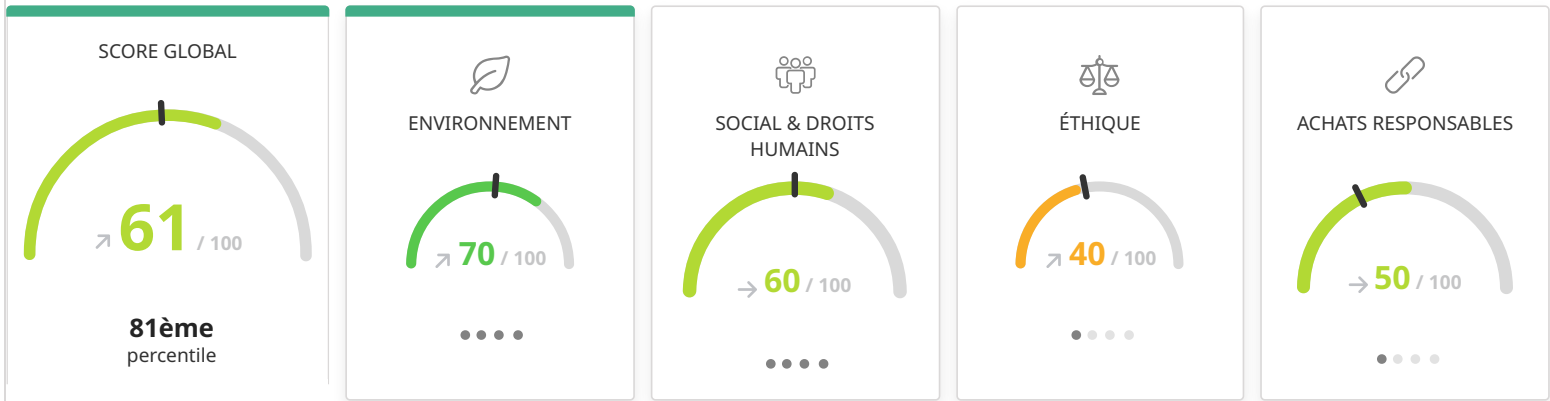 SCORE GLOBAL
61 / 100
81ème
percentile
ENVIRONNEMENT
70 / 100
SOCIAL & DROITS
HUMAINS
60 / 100
ÉTHIQUE
40 / 100
ACHATS RESPONSABLES
50 / 100